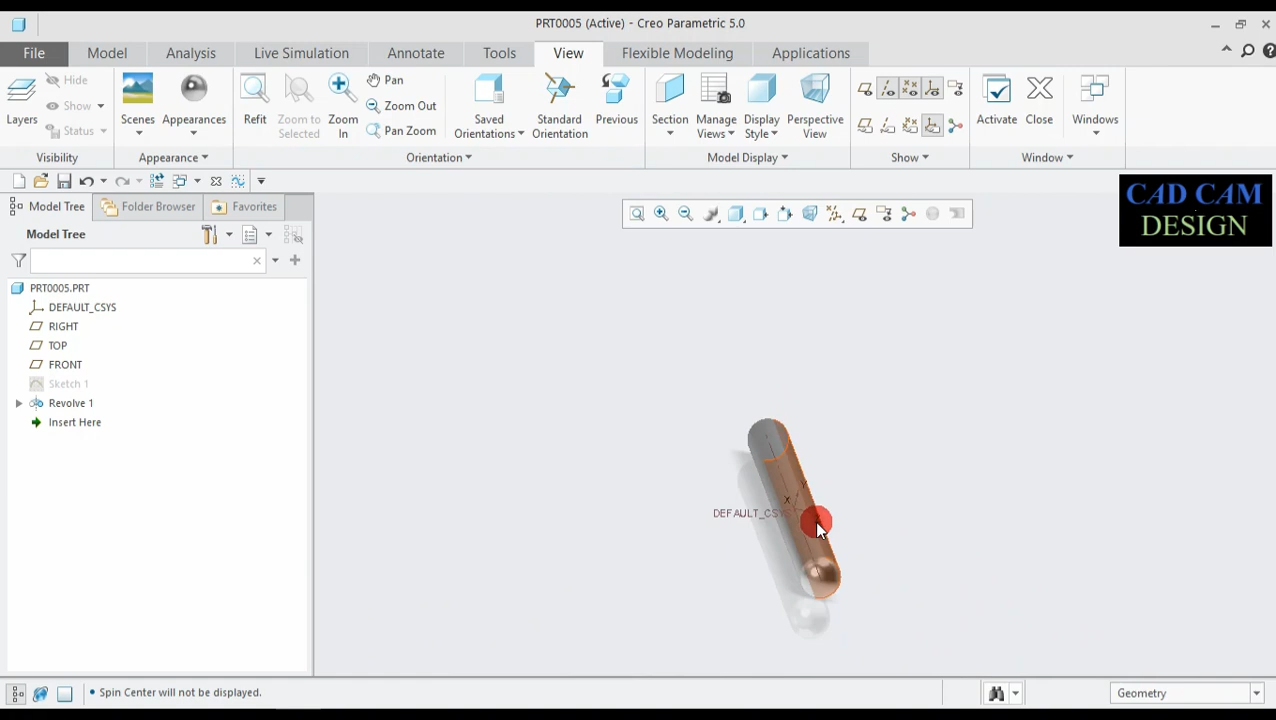 PRT0005 (Active) - Creo Parametric 5.0
File Model Analysis Live Simulation Annotate Tools View Flexible Modeling Applications
Layers
Hide
Show
Status
Visibility
Scenes
Appearances
Appearance
Refit
Zoom to Selected
Zoom In
Pan
Zoom Out
Pan Zoom
Saved Orientations
Standard Orientation
Previous
Orientation
Section
Manage Views
Display Style
Perspective View
Model Display
Show
Activate
Close
Windows
Window
Model Tree Folder Browser Favorites
CAD CAM
DESIGN
Model Tree
PRT0005.PRT
DEFAULT_CSYS
RIGHT
TOP
FRONT
Sketch 1
Revolve 1
Insert Here
Y
X
DEFAULT_CSYS
Spin Center will not be displayed.
Geometry